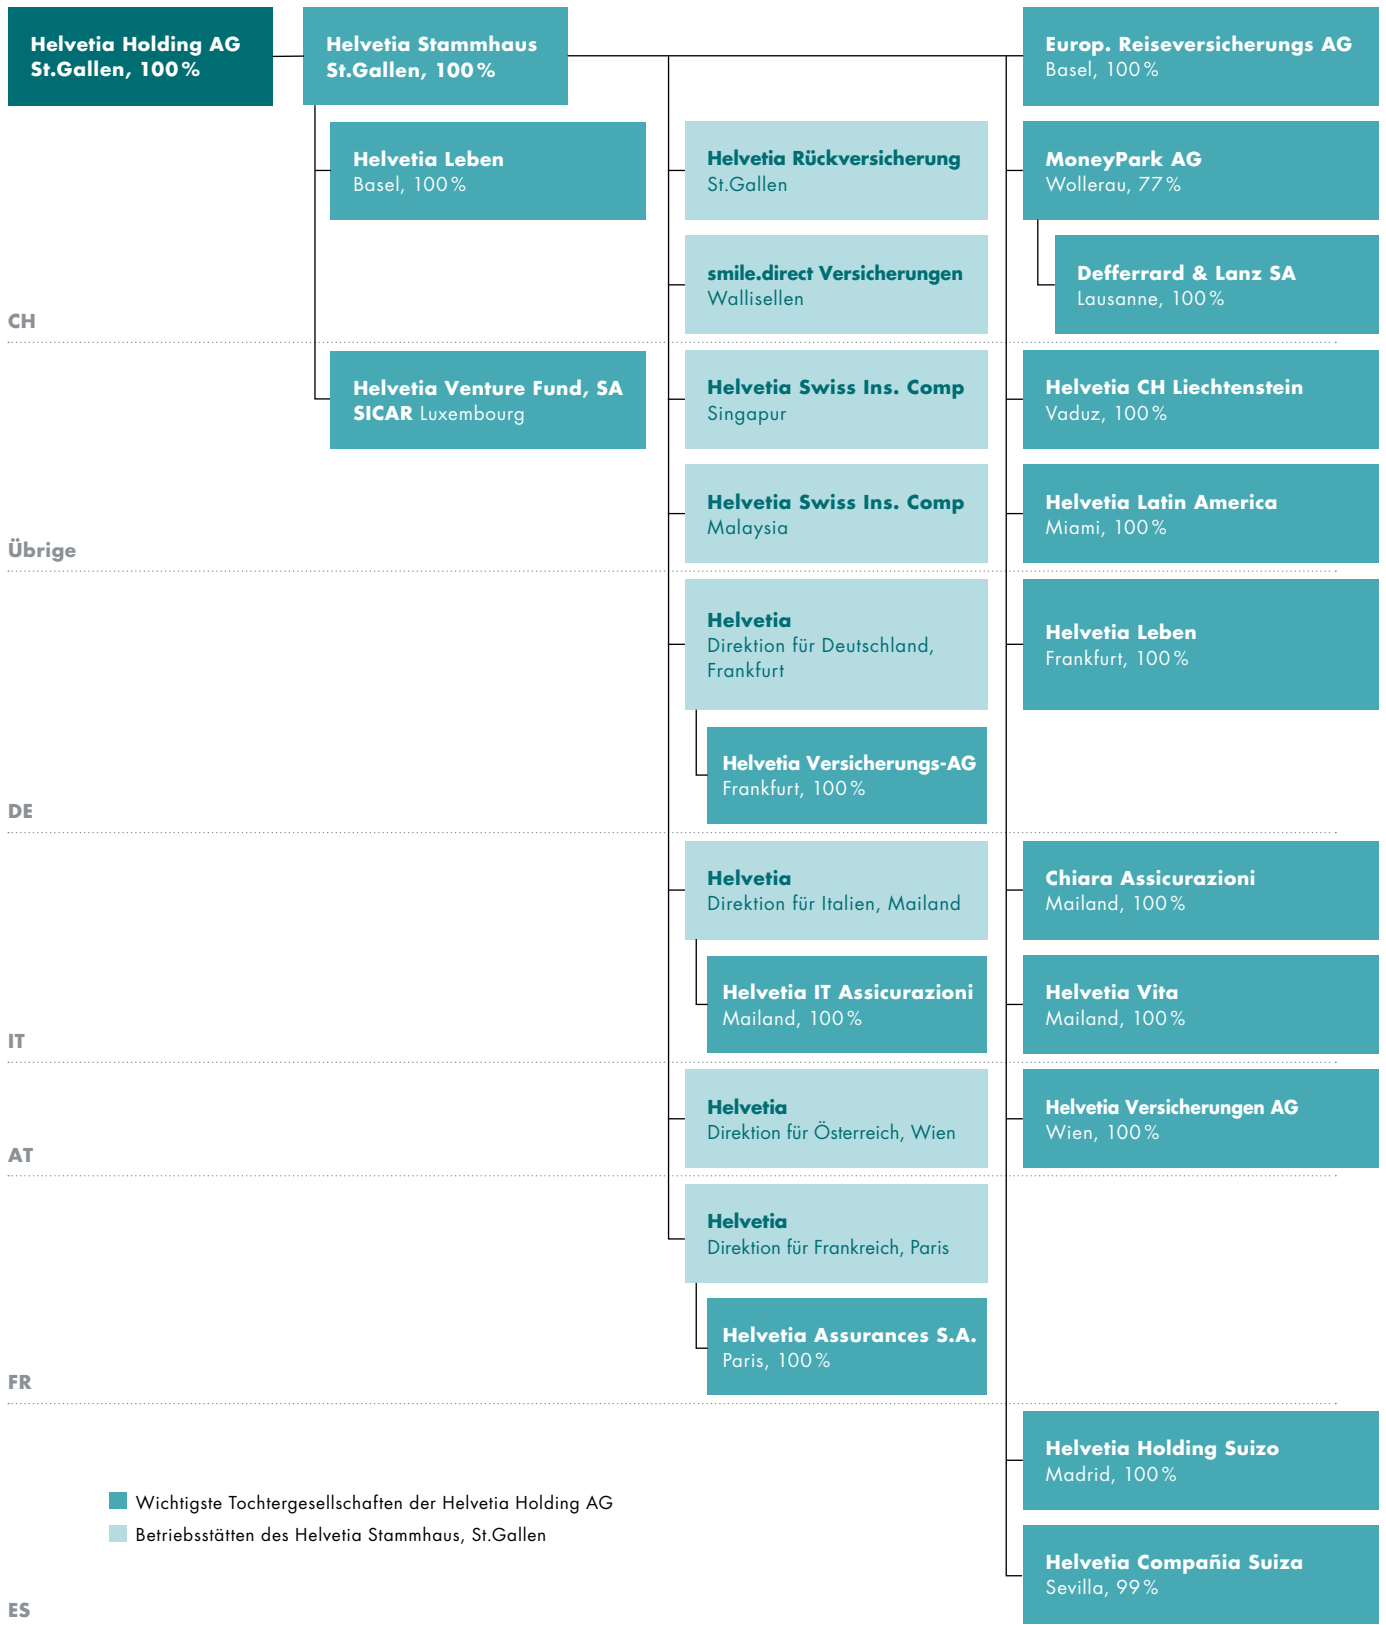 Helvetia Holding AG
St.Gallen, 100 %
Helvetia Stammhaus
St.Gallen, 100 %
Europ. Reiseversicherungs AG
Basel, 100 %
Helvetia Leben
Basel, 100 %
Helvetia Rückversicherung
St.Gallen
MoneyPark AG
Wollerau, 77 %
smile.direct Versicherungen
Wallisellen
Defferrard & Lanz SA
Lausanne, 100 %
CH
Helvetia Venture Fund, SA
SICAR Luxembourg
Helvetia Swiss Ins. Comp
Singapur
Helvetia CH Liechtenstein
Vaduz, 100 %
Helvetia Swiss Ins. Comp
Malaysia
Helvetia Latin America
Miami, 100 %
Übrige
Helvetia
Direktion für Deutschland,
Frankfurt
Helvetia Leben
Frankfurt, 100 %
Helvetia Versicherungs-AG
Frankfurt, 100 %
DE
Helvetia
Direktion für Italien, Mailand
Chiara Assicurazioni
Mailand, 100 %
Helvetia IT Assicurazioni
Mailand, 100 %
Helvetia Vita
Mailand, 100 %
IT
Helvetia
Direktion für Österreich, Wien
Helvetia Versicherungen AG
Wien, 100 %
AT
Helvetia
Direktion für Frankreich, Paris
Helvetia Assurances S.A.
Paris, 100 %
FR
Helvetia Holding Suizo
Madrid, 100 %
Wichtigste Tochtergesellschaften der Helvetia Holding AG
Betriebsstätten des Helvetia Stammhaus, St.Gallen
Helvetia Compañia Suiza
Sevilla, 99 %
ES